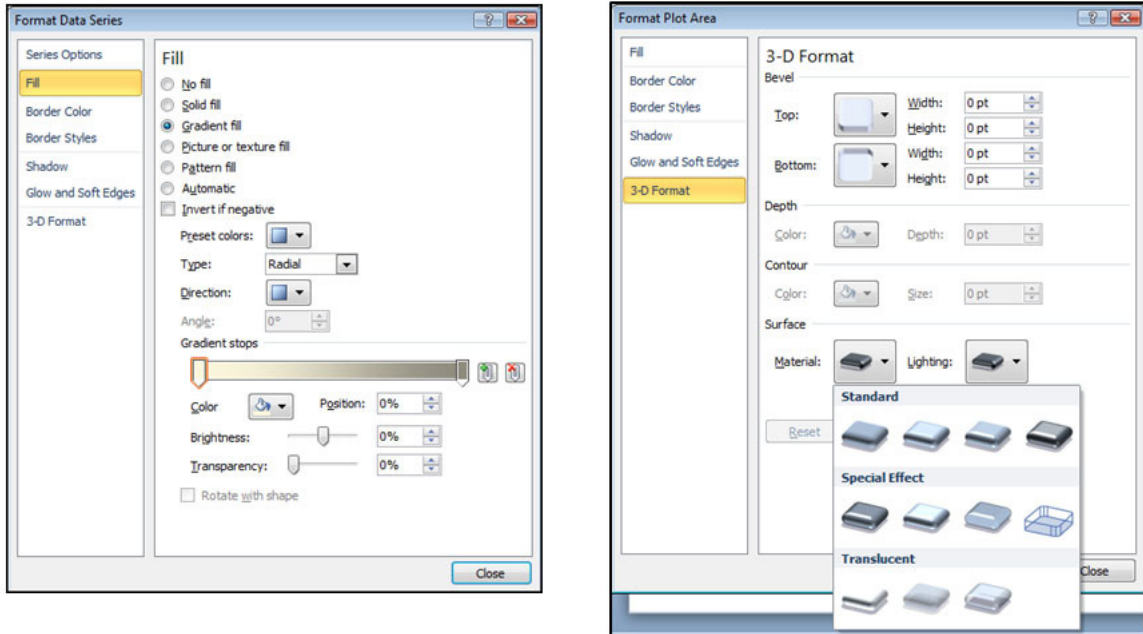 Format Data Series
Series Options
Fill
Border Color
Border Styles
Shadow
Glow and Soft Edges
3-D Format
Fill
No fill
Solid fill
Gradient fill
Picture or texture fill
Pattern fill
Automatic
Invert if negative
Preset colors:
Type: Radial
Direction:
Angle: 0°
Gradient stops
Color Position: 0%
Brightness: 0%
Transparency: 0%
Rotate with shape
Close
Format Plot Area
Fill
Border Color
Border Styles
Shadow
Glow and Soft Edges
3-D Format
3-D Format
Bevel
Top: Width: 0 pt
Height: 0 pt
Bottom: Width: 0 pt
Height: 0 pt
Depth
Color: Depth: 0 pt
Contour
Color: Size: 0 pt
Surface
Material: Lighting:
Standard
Reset
Special Effect
Translucent
Close